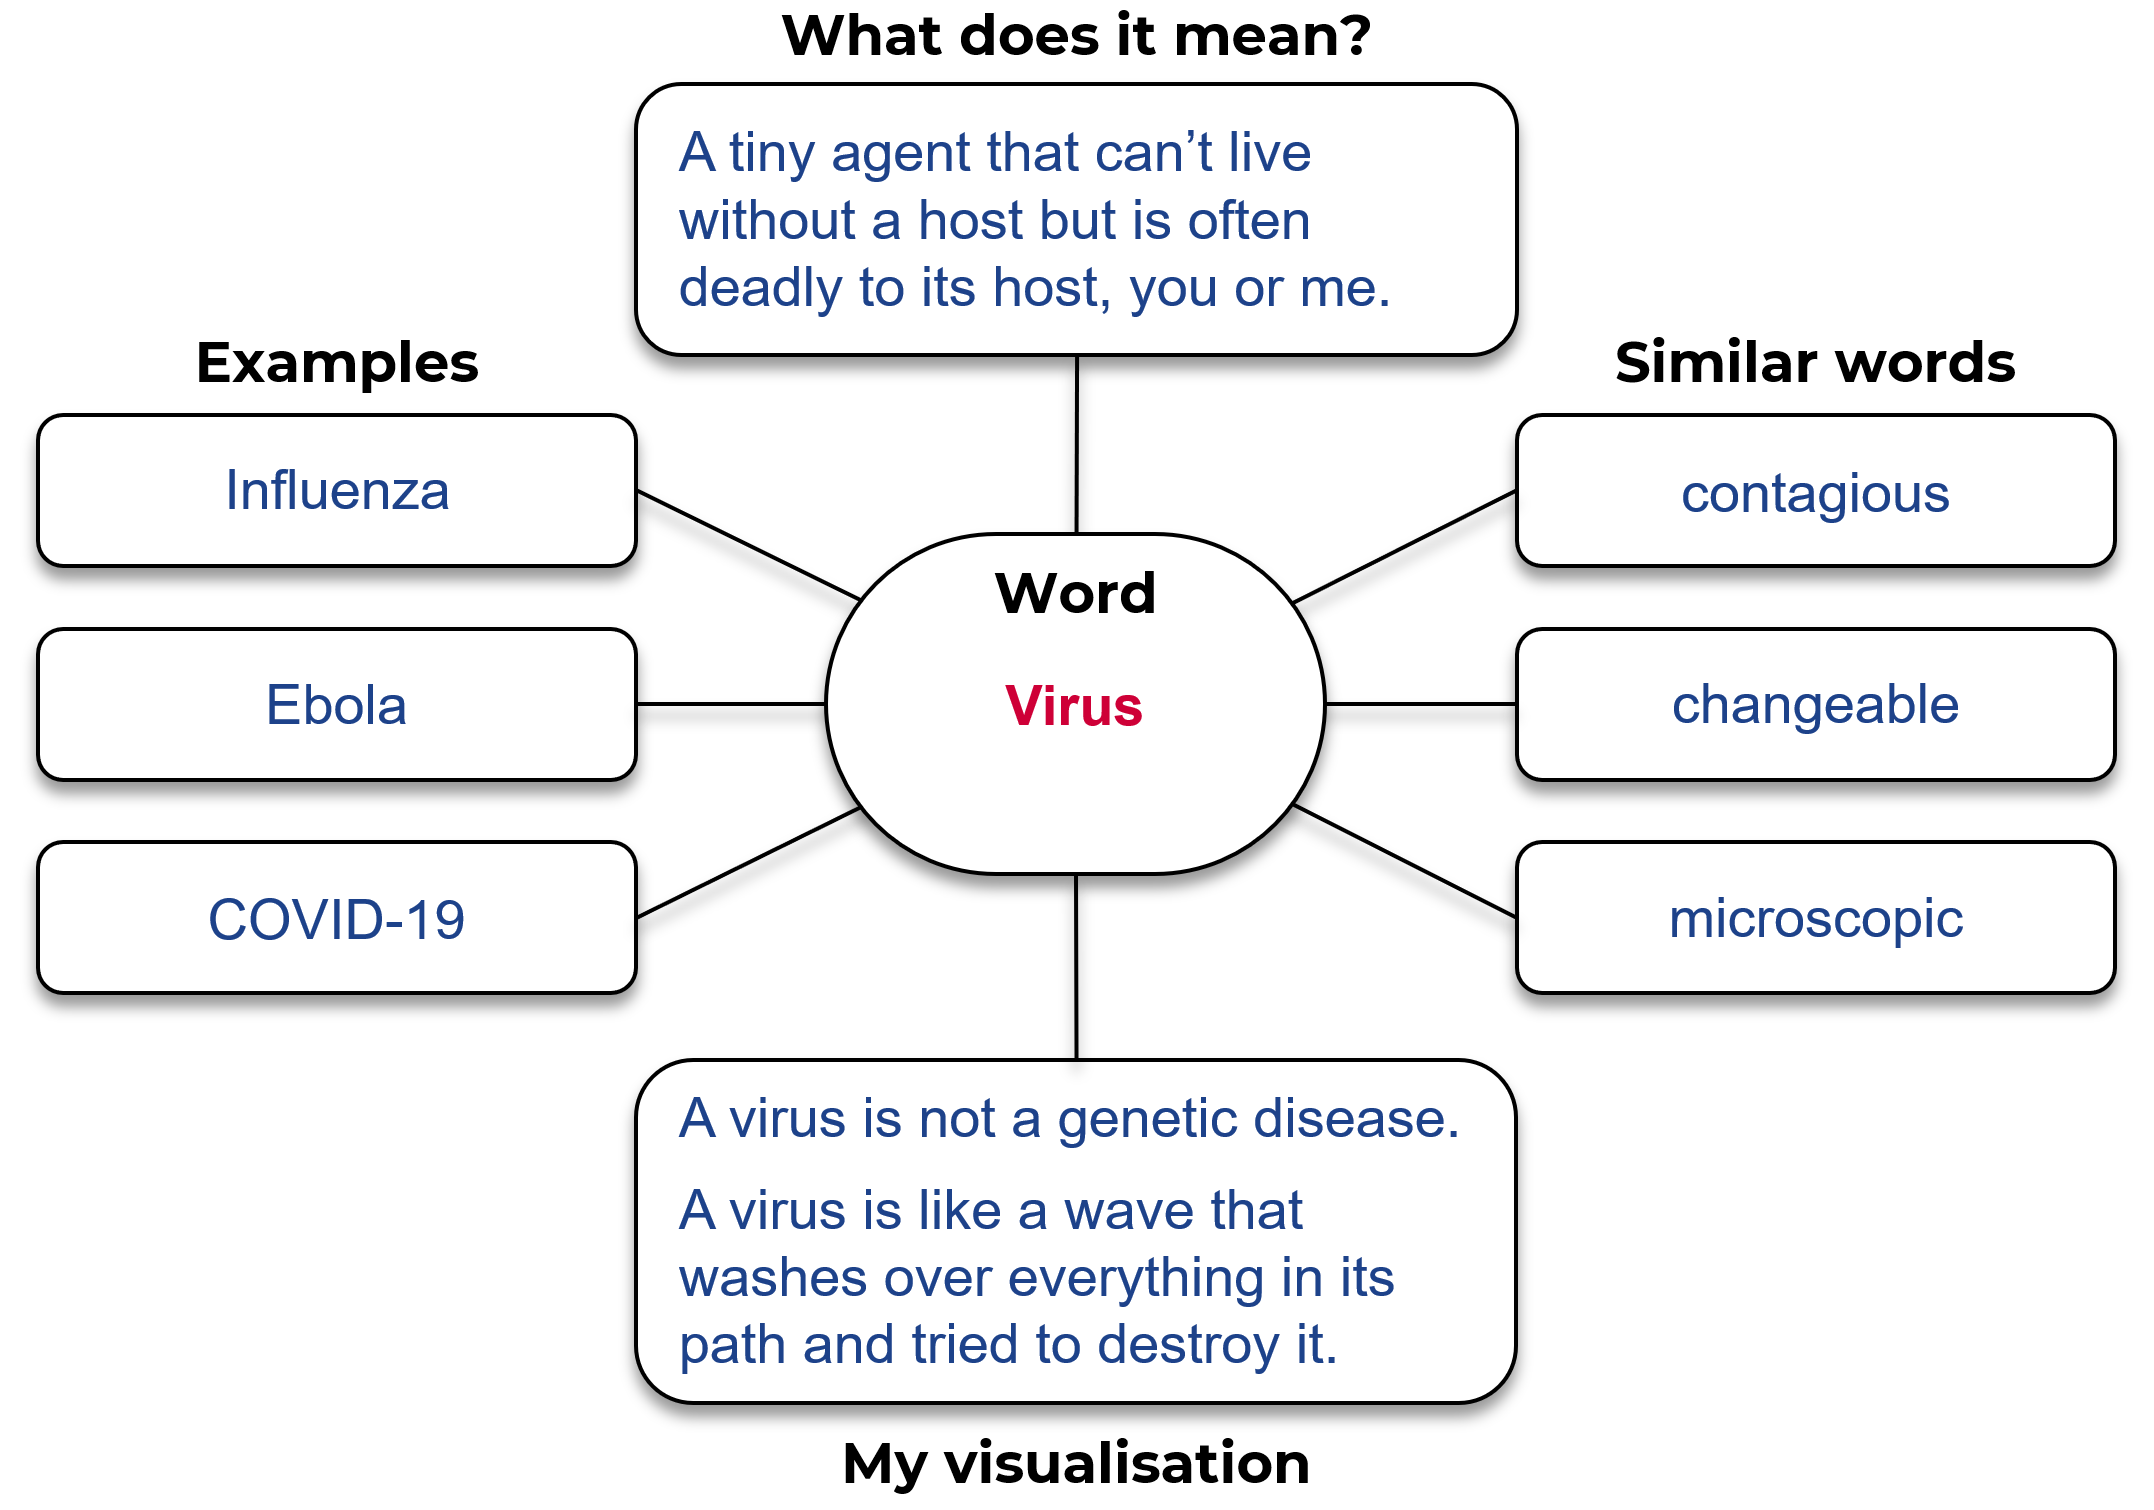 What does it mean?
A tiny agent that can’t live
without a host but is often
deadly to its host, you or me.
Examples
Influenza
Ebola
COVID-19
Word
Virus
Similar words
contagious
changeable
microscopic
A virus is not a genetic disease.
A virus is like a wave that
washes over everything in its
path and tried to destroy it.
My visualisation